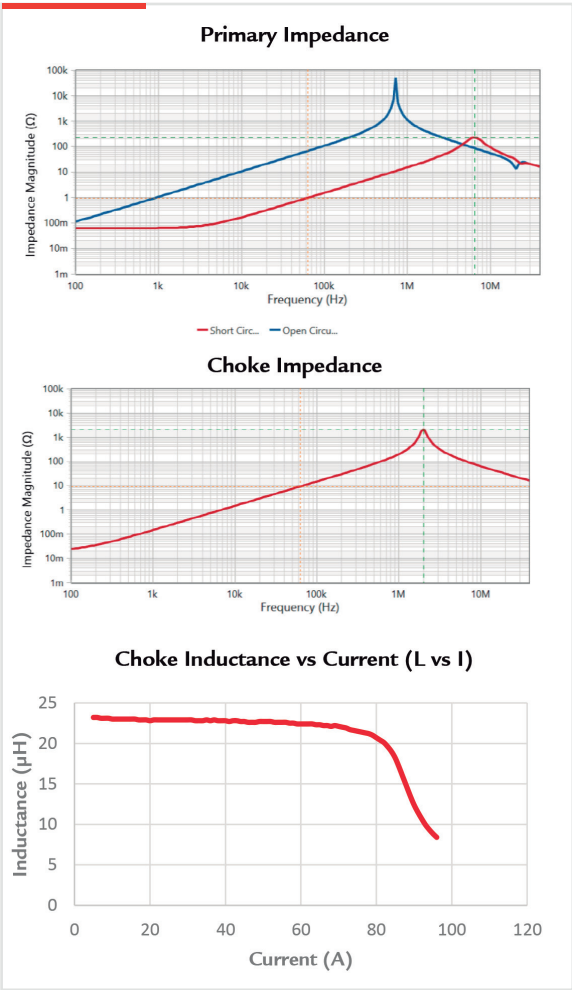 Primary Impedance
100k
10k
1k
100
10
1
100m
10m
1m
Impedance Magnitude (Ω)
100 1k 10k 100k 1M 10M
Frequency (Hz)
Short Circ... Open Circu...
Choke Impedance
100k
10k
1k
100
10
1
100m
10m
1m
Impedance Magnitude (Ω)
100 1k 10k 100k 1M 10M
Frequency (Hz)
Choke Inductance vs Current (L vs I)
25
20
15
10
5
0
Inductance (µH)
0 20 40 60 80 100 120
Current (A)